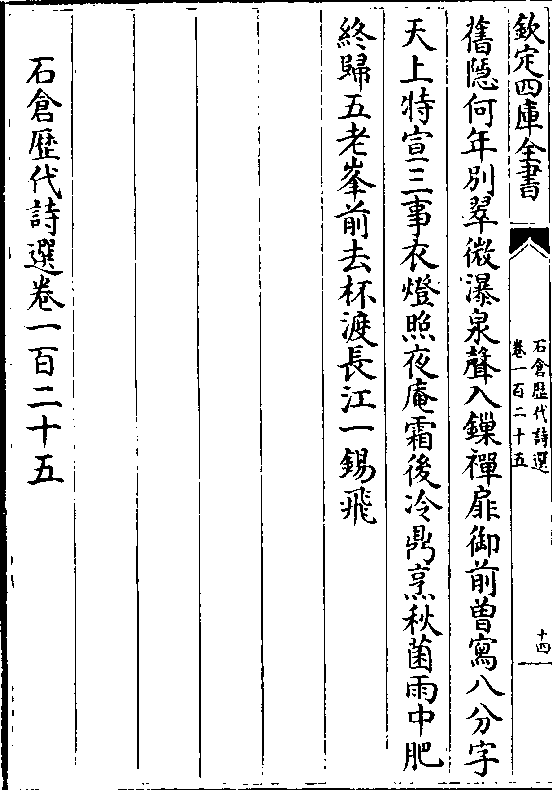 欽定四庫全書
石倉歷代詩選
卷一百二十五
十四
舊隐何年别翠微瀑泉聲入鏁禪扉御前曽寫八分字
天上特宣三事衣燈照夜庵霜後冷鼎烹秋菌雨中肥
終歸五老峯前去杯渡長江一錫飛
石倉歷代詩選卷一百二十五